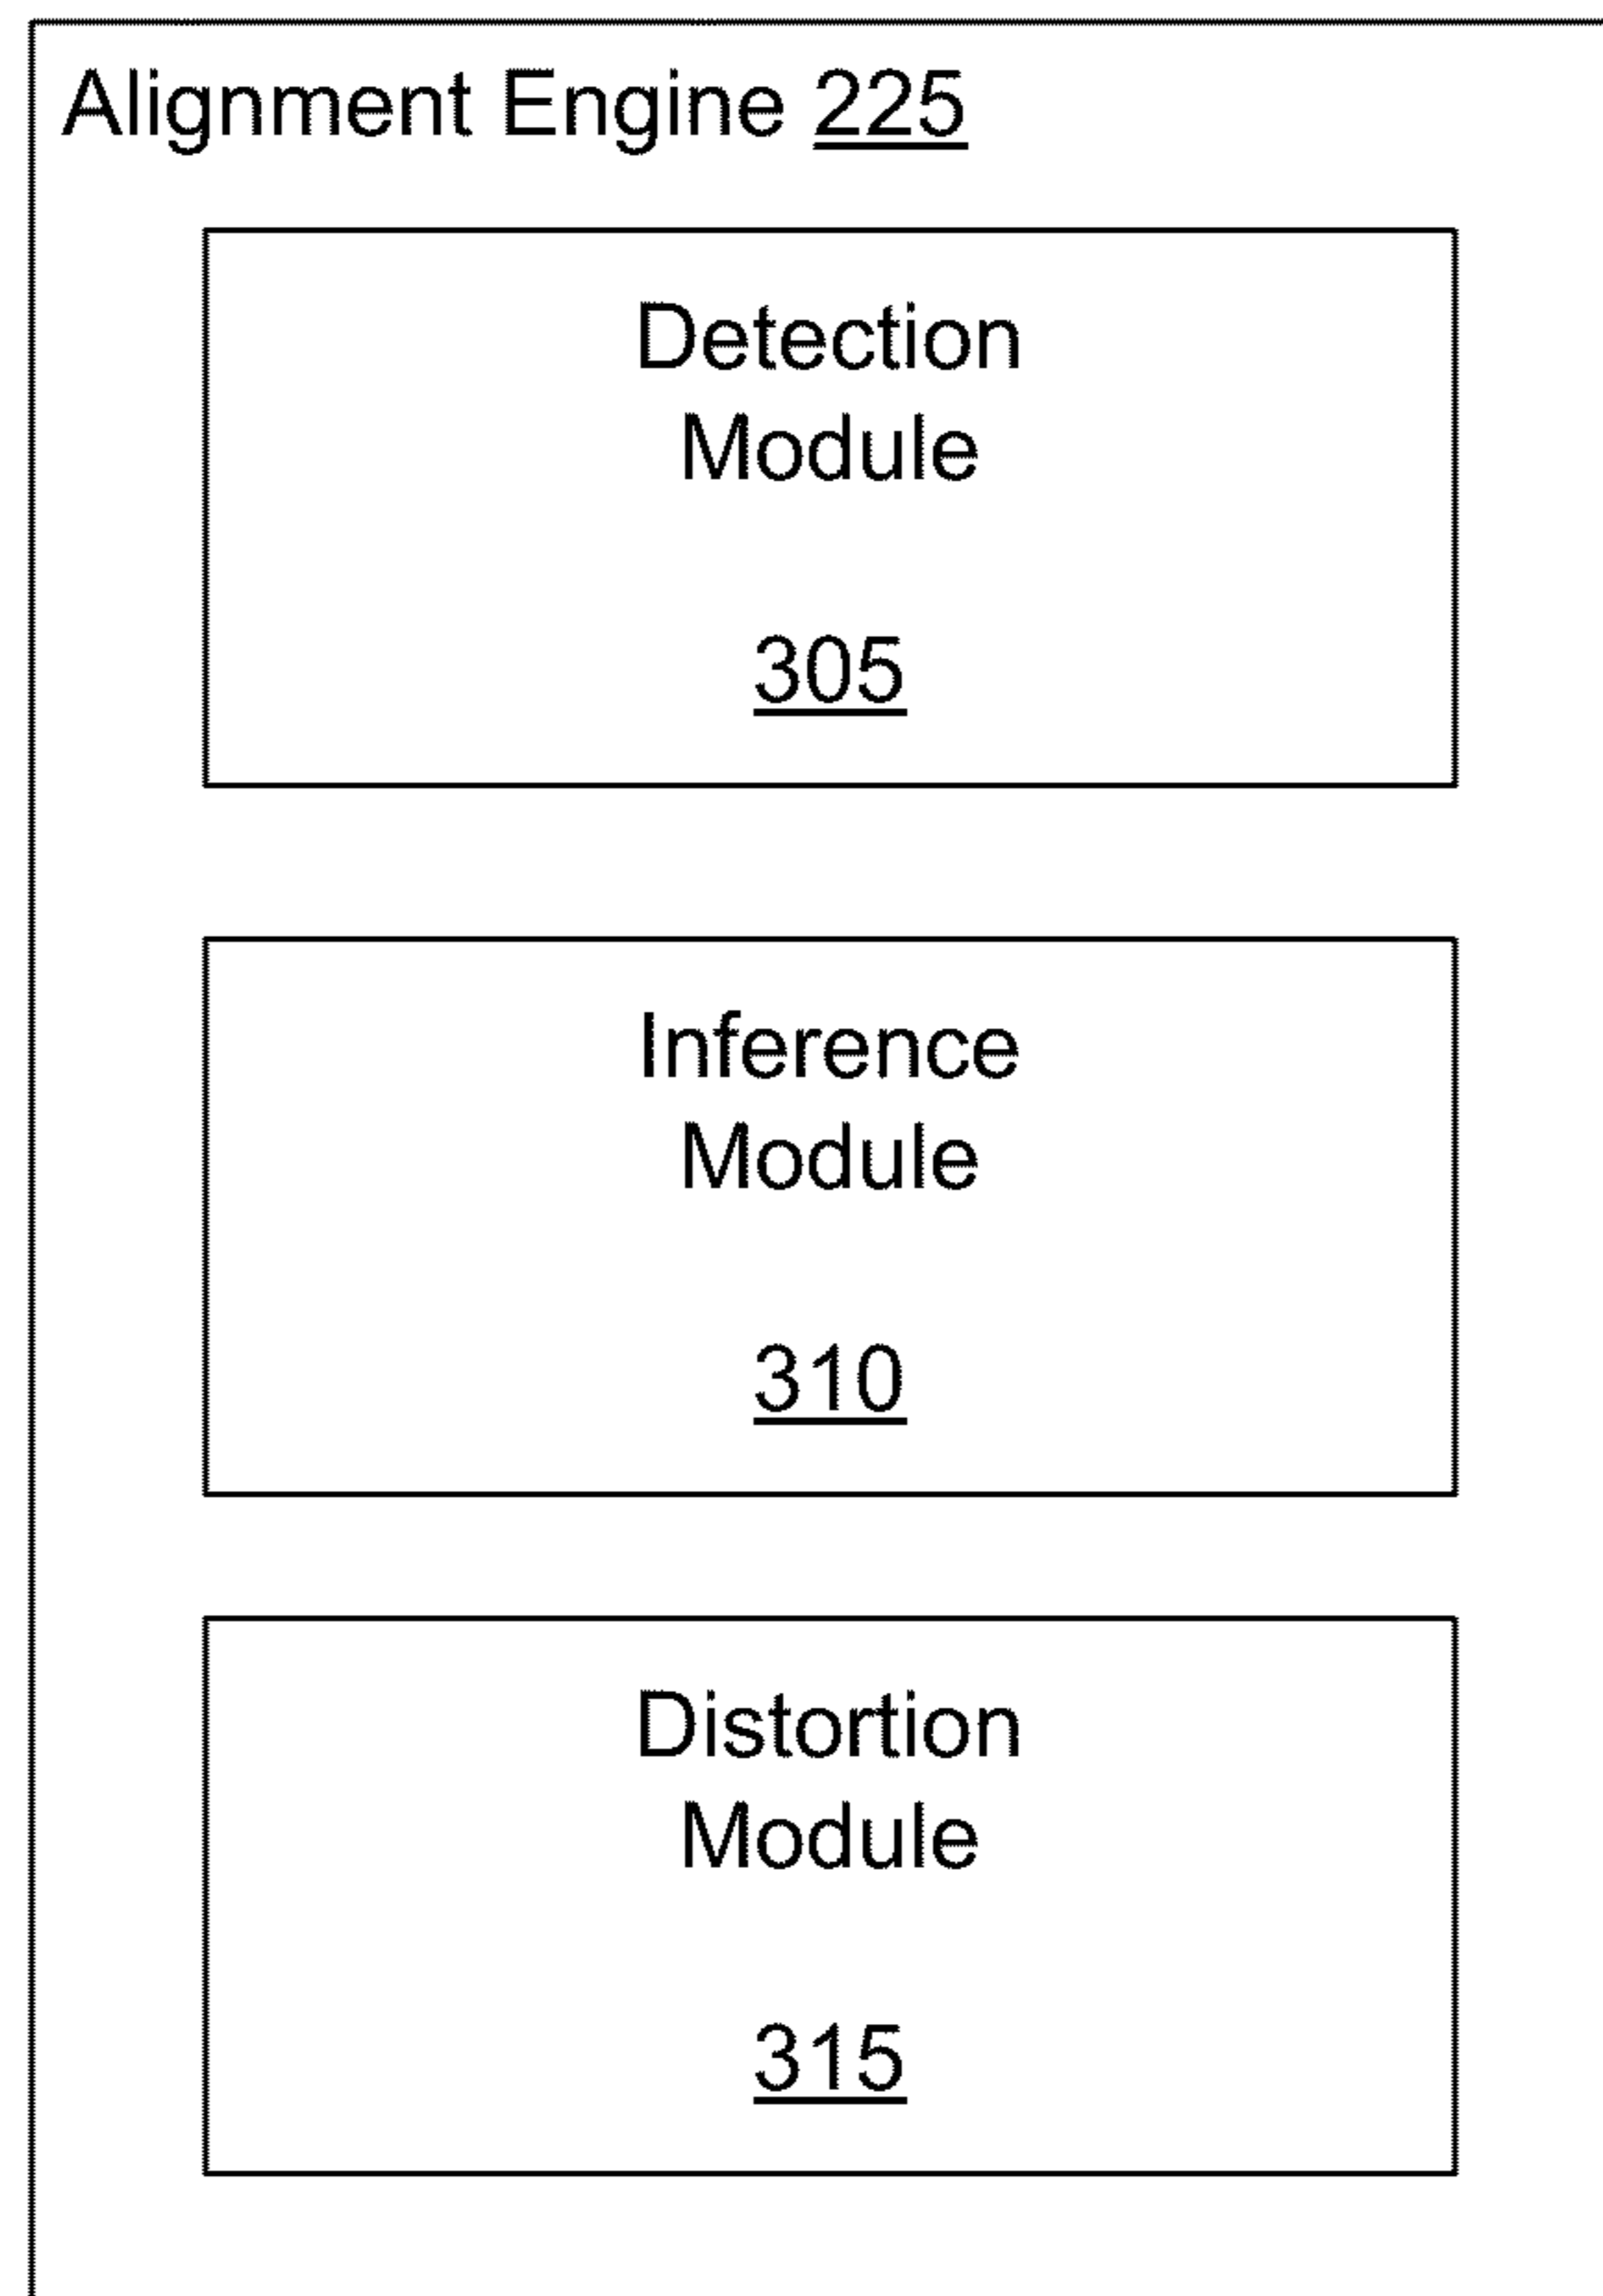 Alignment Engine 225
Detection
Module
305
Inference
Module
310
Distortion
Module
315